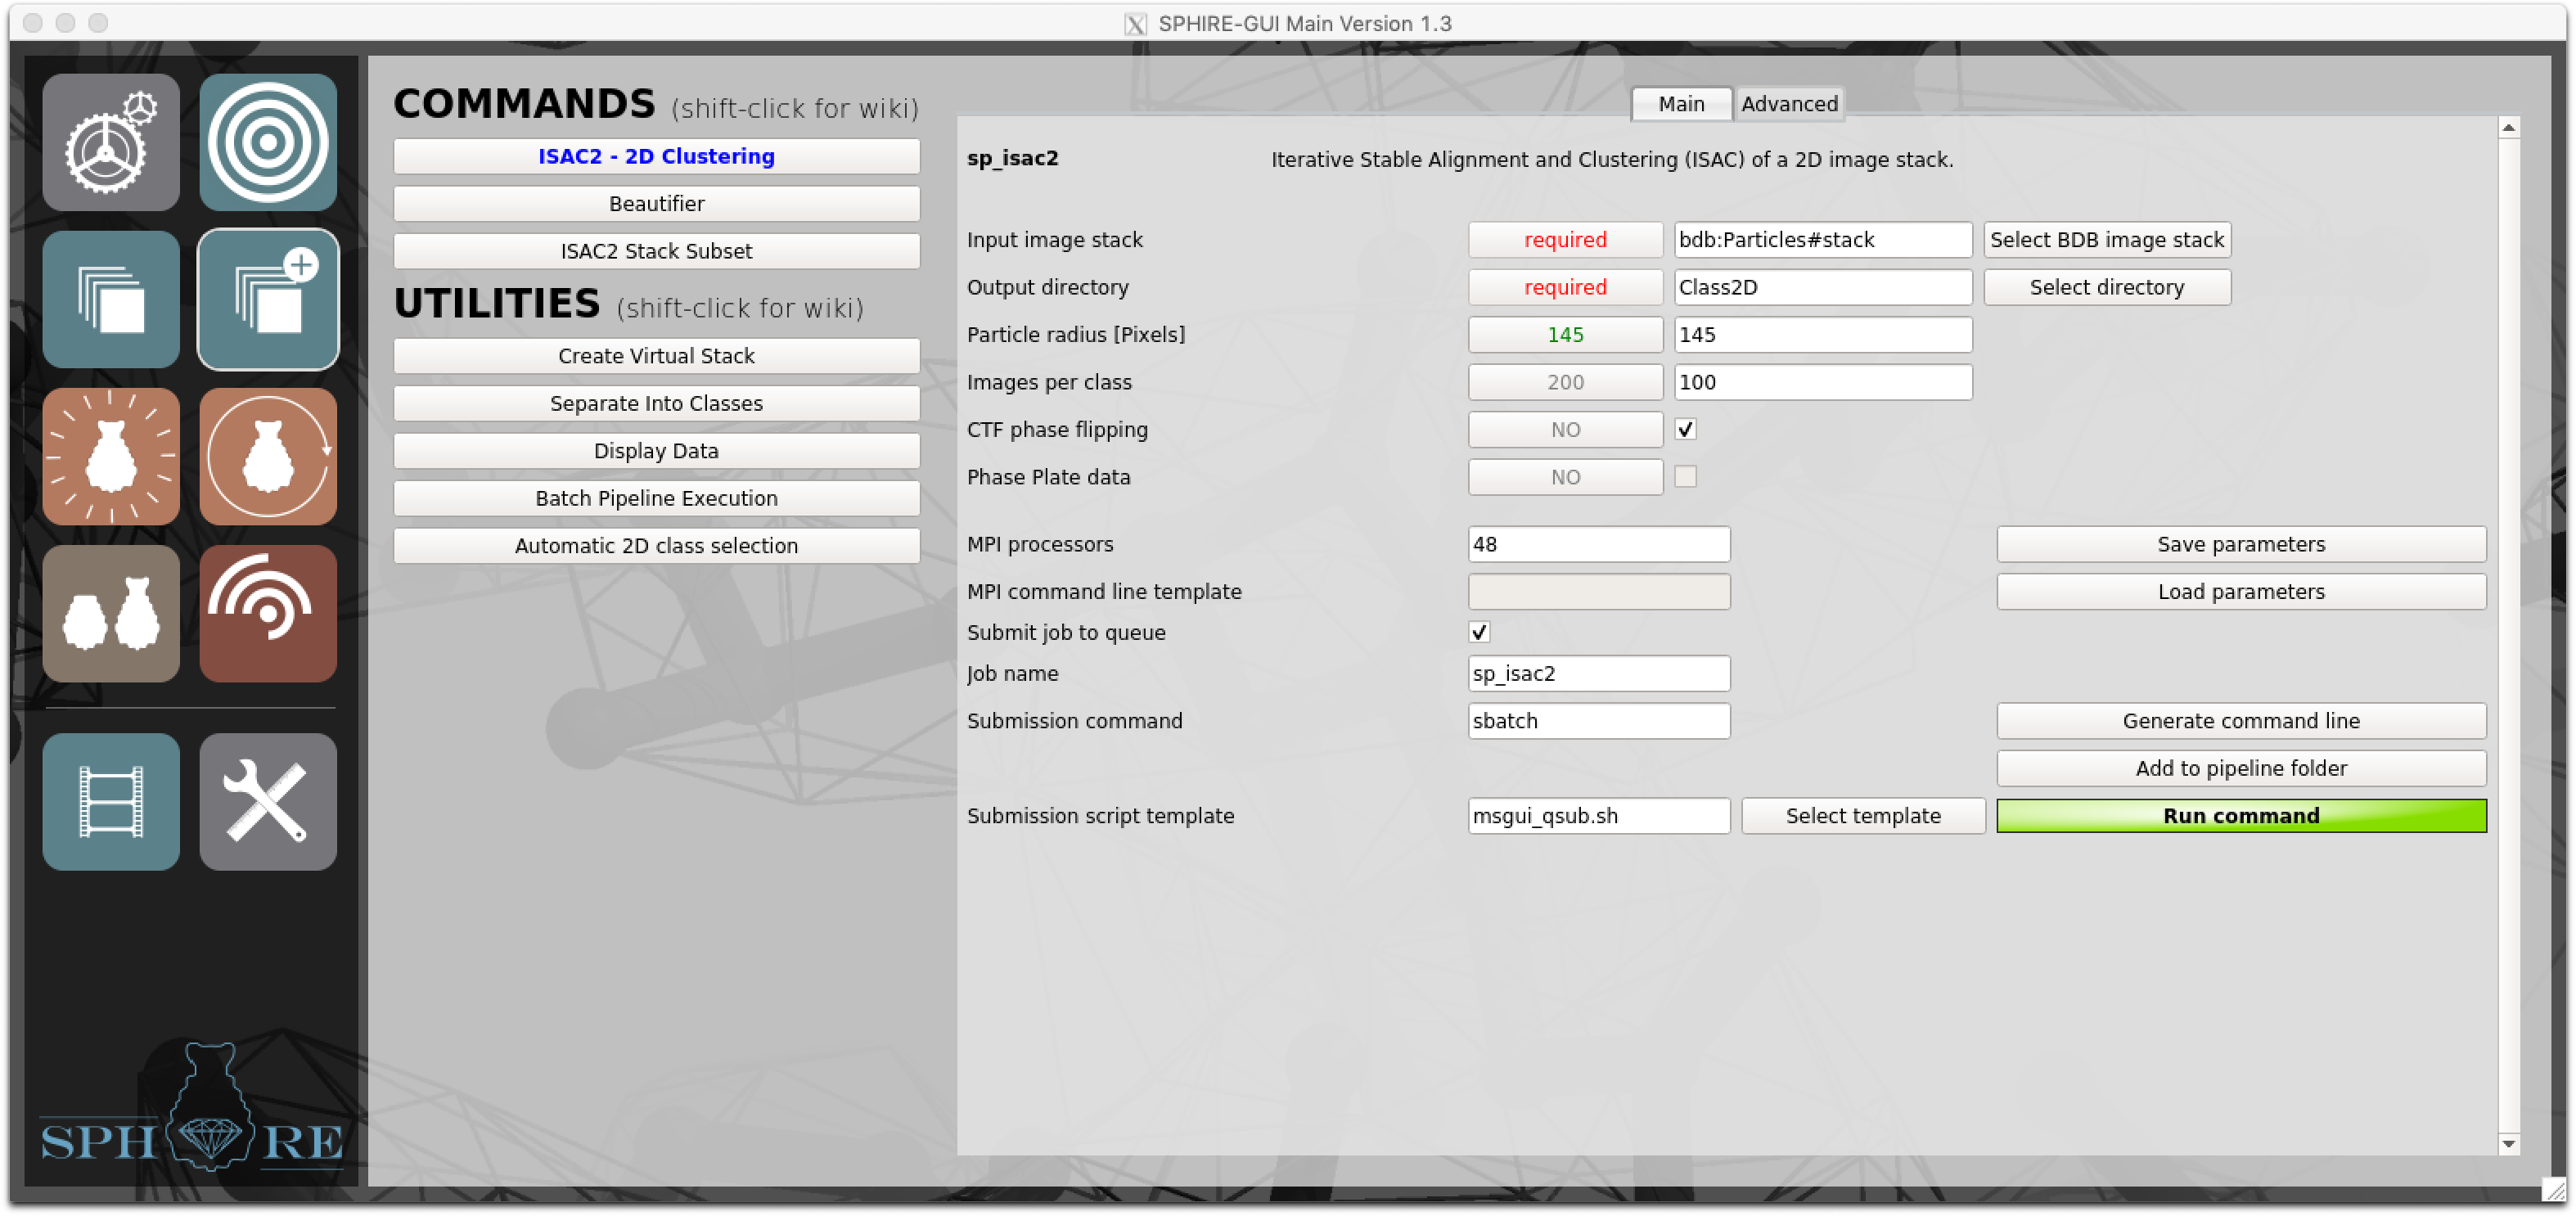 SPHIRE-GUI Main Version 1.3
COMMANDS (shift-click for wiki)
ISAC2 - 2D Clustering
Beautifier
ISAC2 Stack Subset
UTILITIES (shift-click for wiki)
Create Virtual Stack
Separate Into Classes
Display Data
Batch Pipeline Execution
Automatic 2D class selection
Main Advanced
sp_isac2 Iterative Stable Alignment and Clustering (ISAC) of a 2D image stack.
Input image stack required bdb:Particles#stack Select BDB image stack
Output directory required Class2D Select directory
Particle radius [Pixels] 145 145
Images per class 200 100
CTF phase flipping NO
Phase Plate data NO
MPI processors 48 Save parameters
MPI command line template Load parameters
Submit job to queue
Job name sp_isac2
Submission command sbatch Generate command line
Add to pipeline folder
Submission script template msgui_qsub.sh Select template Run command
SPH RE